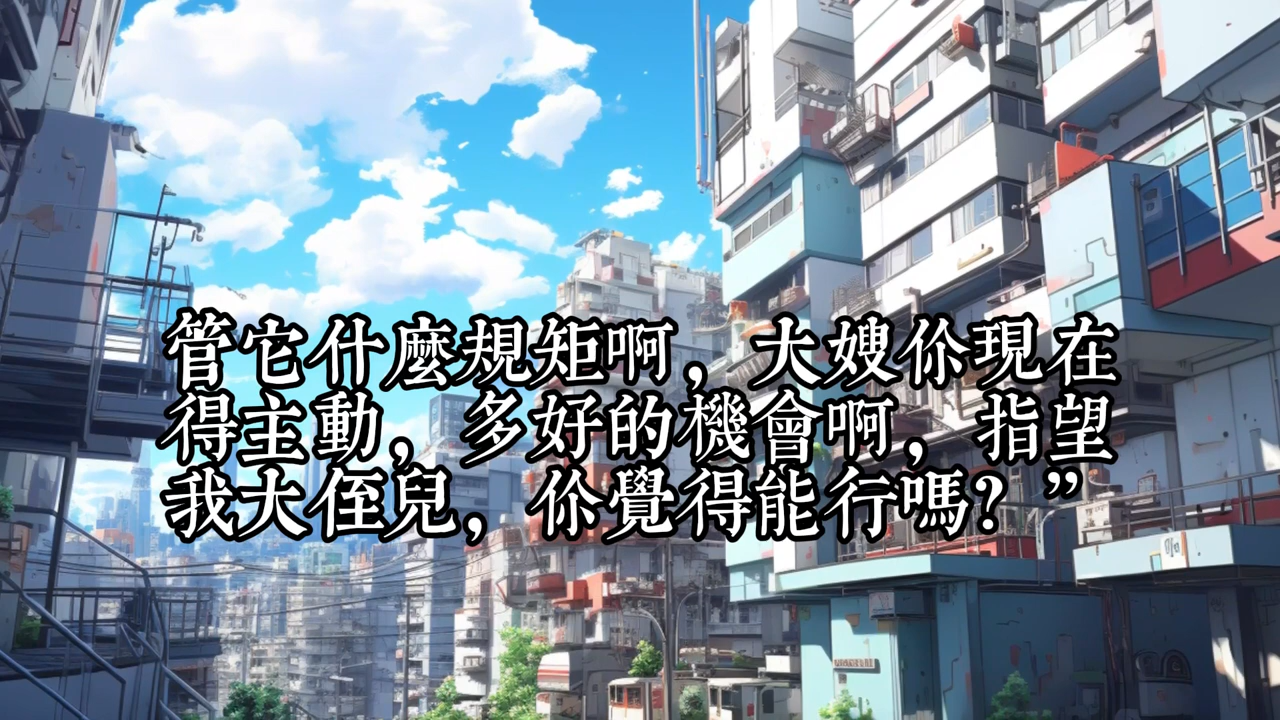 管它什麼規矩啊，大嫂你現在
得主動，多好的機會啊，指望
我大侄兒，你覺得能行嗎？”